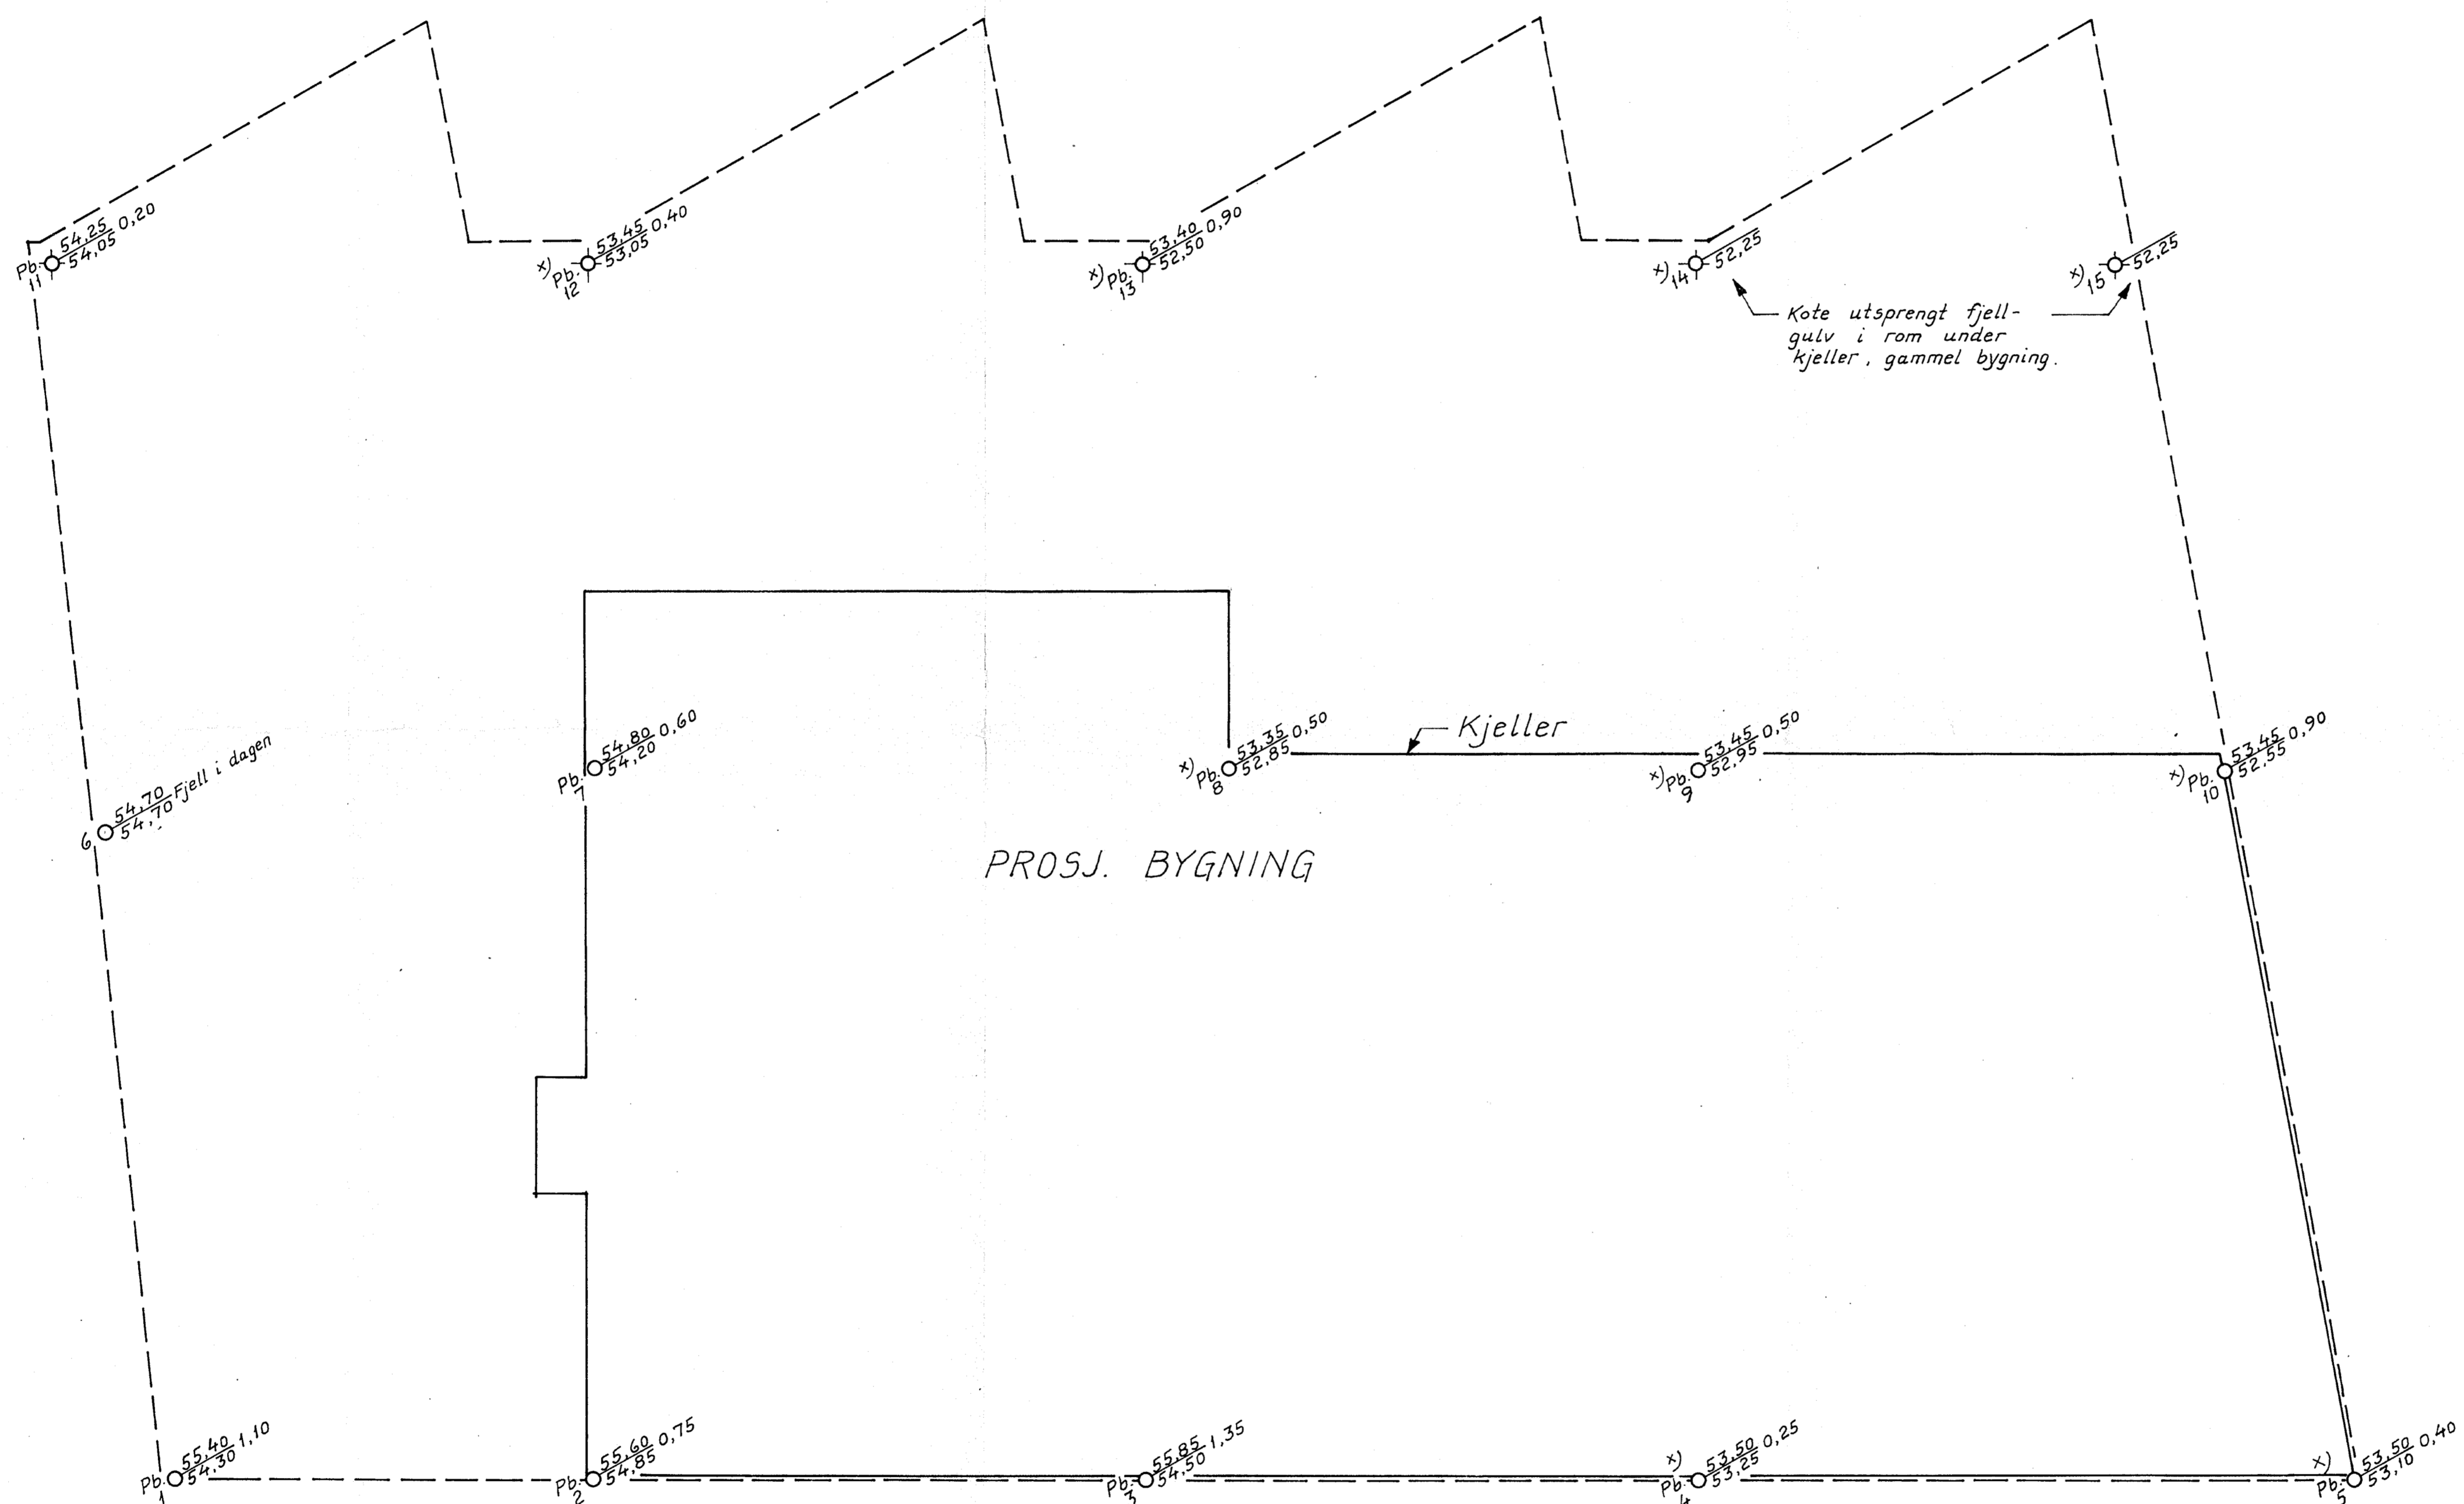 54,25 0,20
54,05
Pb.
11
53,45 0,40
53,05
x) Pb.
12
53,40 0,90
52,50
x) Pb.
13
52,25
x) 14
52,25
x) 15
Kote utsprengt fjell-
gulv i rom under
kjeller, gammel bygning.
54,80 0,60
54,20
Pb.
7
53,35 0,50
52,85
x) Pb.
8
Kjeller
53,45 0,50
52,95
x) Pb.
9
53,45 0,90
52,55
x) Pb.
10
54,70 Fjell i dagen
54,70
6
PROSJ. BYGNING
55,40 1,10
54,30
Pb.
1
55,60 0,75
54,85
Pb.
2
55,85 1,35
54,50
Pb.
3
x)
53,50 0,25
53,25
Pb.
4
x)
53,50 0,40
53,10
Pb.
5